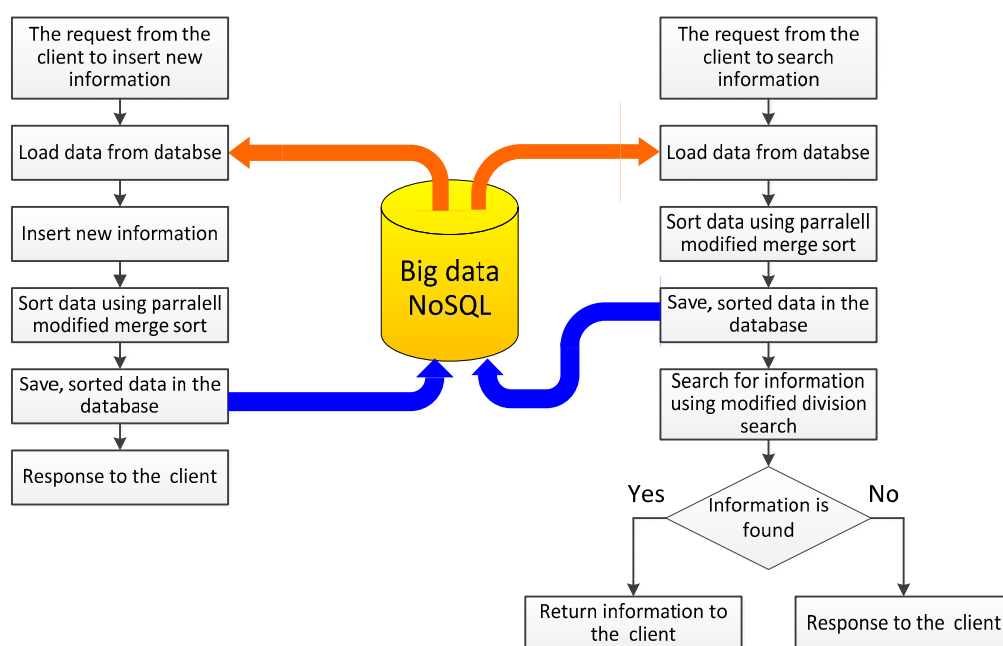 The request from the
client to insert new
information
Load data from databse
Insert new information
Sort data using parralell
modified merge sort
Save, sorted data in the
database
Response to the client
Big data
NoSQL
The request from the
client to search
information
Load data from databse
Sort data using parralell
modified merge sort
Save, sorted data in the
database
Search for information
using modified division
search
Information is
found
Yes
No
Return information to
the client
Response to the client